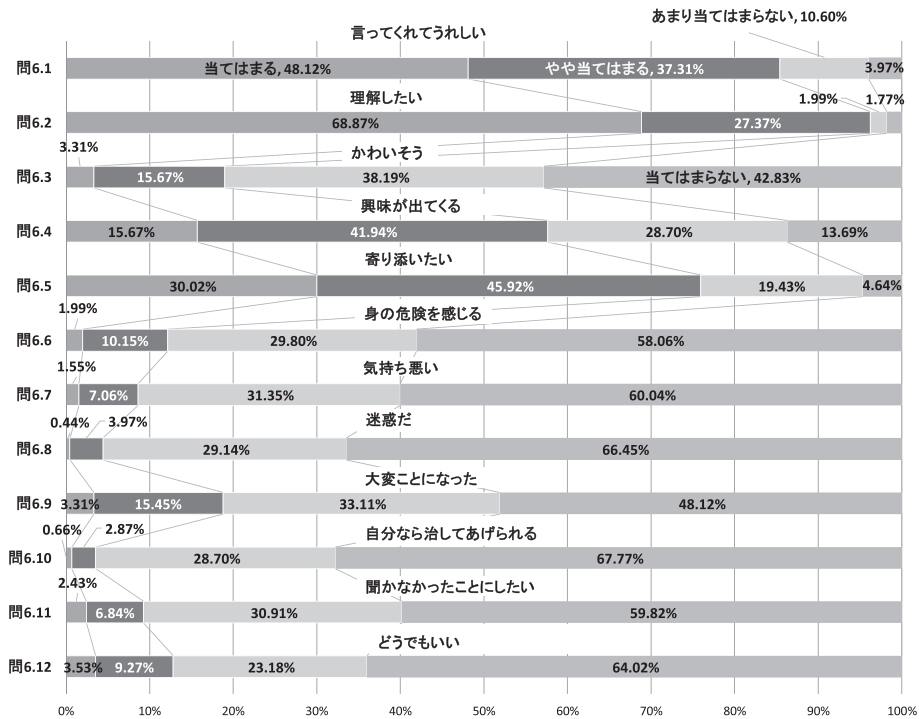 あまり当てはまらない, 10.60%
言ってくれてうれしい
問6.1 当てはまる, 48.12% やや当てはまる, 37.31% 3.97%
理解したい 1.99% 1.77%
問6.2 68.87% 27.37%
3.31% かわいそう
問6.3 15.67% 38.19% 当てはまらない, 42.83%
興味が出てくる
問6.4 15.67% 41.94% 28.70% 13.69%
寄り添いたい
問6.5 30.02% 45.92% 19.43% 4.64%
1.99% 身の危険を感じる
問6.6 10.15% 29.80% 58.06%
1.55% 気持ち悪い
問6.7 7.06% 31.35% 60.04%
0.44% 3.97% 迷惑だ
問6.8 29.14% 66.45%
大変ことになった
問6.9 3.31% 15.45% 33.11% 48.12%
0.66% 2.87% 自分なら治してあげられる
問6.10 28.70% 67.77%
2.43% 聞かなかったことにしたい
問6.11 6.84% 30.91% 59.82%
どうでもいい
問6.12 3.53% 9.27% 23.18% 64.02%
0% 10% 20% 30% 40% 50% 60% 70% 80% 90% 100%